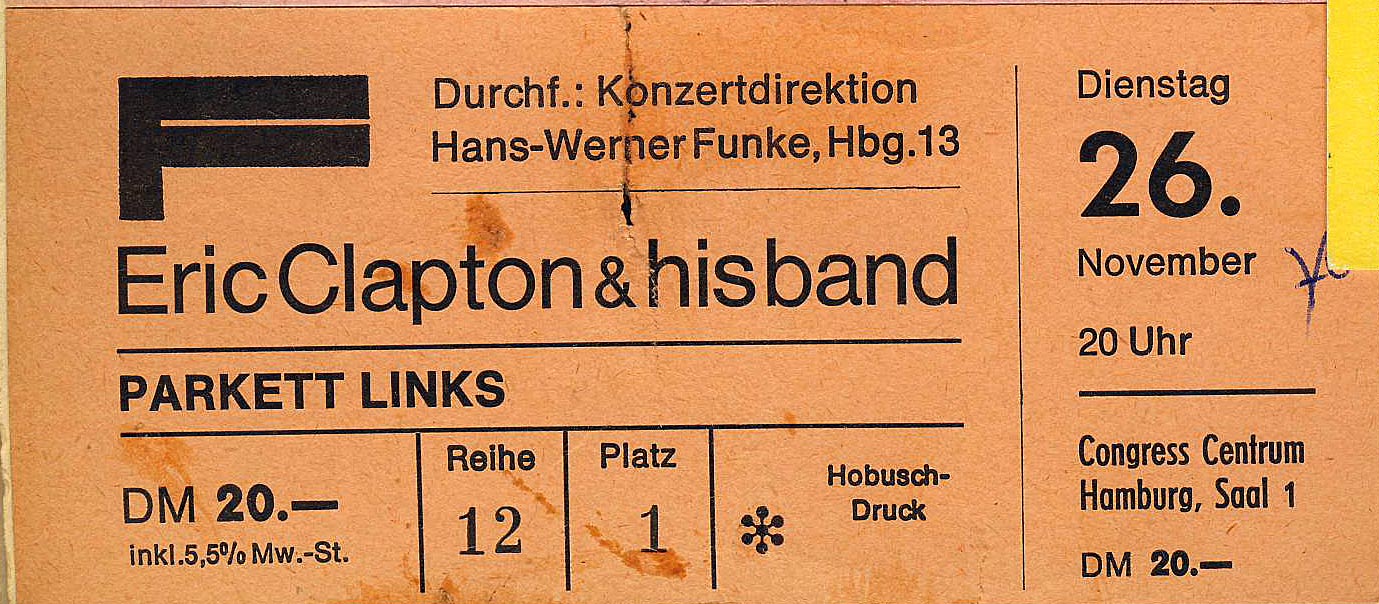 Durchf.: Konzertdirektion
Hans-Werner Funke, Hbg.13
Eric Clapton & his band
PARKETT LINKS
DM 20.—
inkl.5,5% Mw.-St.
Reihe
12
Platz
1
Hobusch-
Druck
Dienstag
26.
November
20 Uhr
Congress Centrum
Hamburg, Saal 1
DM 20.—